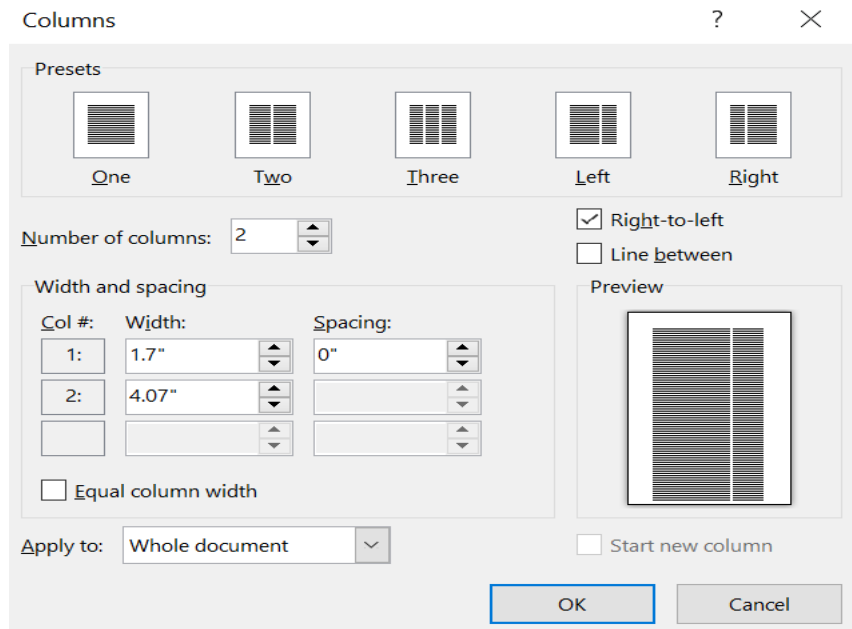 Columns ?
Presets
One Two Three Left Right
Number of columns: 2
Right-to-left
Line between
Width and spacing
Col #: Width: Spacing:
1: 1.7" 0"
2: 4.07"
Equal column width
Preview
Apply to: Whole document
Start new column
OK Cancel